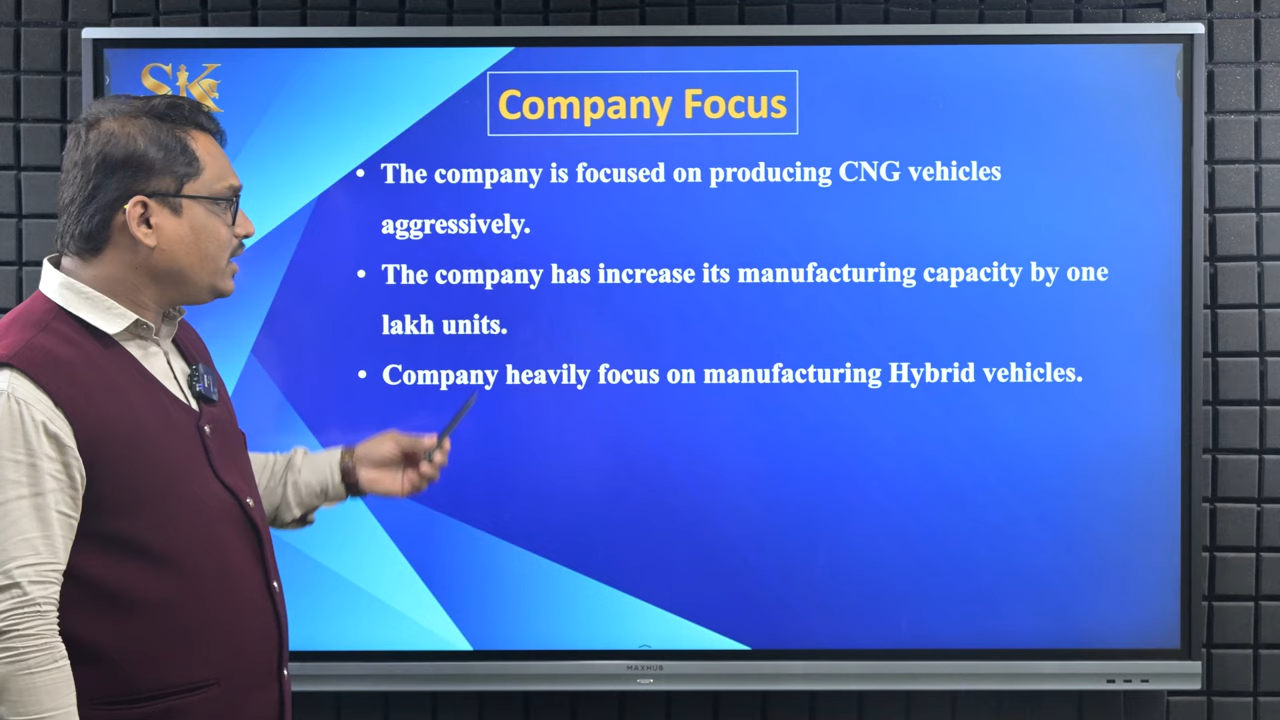 SKE
Company Focus
• The company is focused on producing CNG vehicles
aggressively.
• The company has increase its manufacturing capacity by one
lakh units.
• Company heavily focus on manufacturing Hybrid vehicles.
MAXHUB